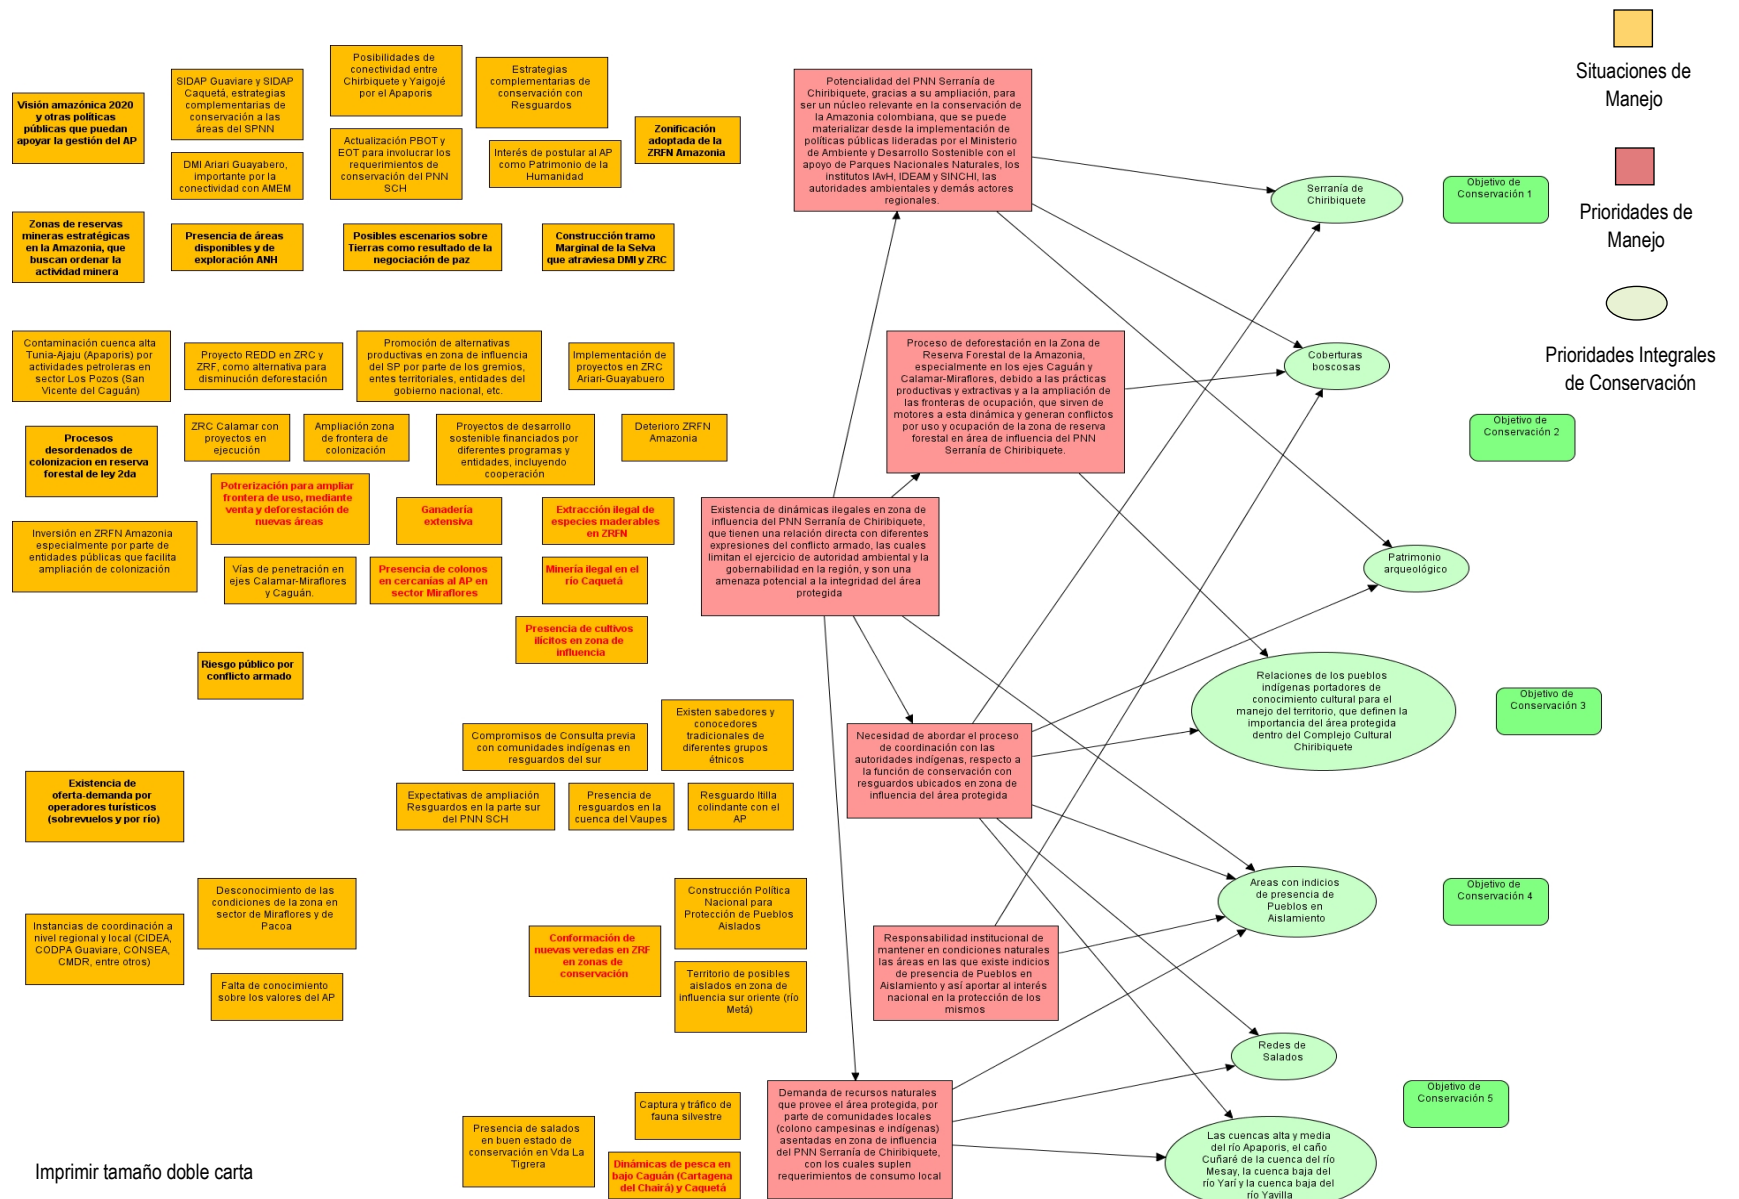 Visión amazónica 2020
y otras políticas
públicas que puedan
apoyar la gestión del AP
SIDAP Guaviare y SIDAP
Caquetá, estrategias
complementarias de
conservación a las
áreas del SPNN
Posibilidades de
conectividad entre
Chirbiquete y Yaigojé
por el Apaporis
Estrategias
complementarias de
conservación con
Resguardos
DMI Ariari Guayabero,
importante por la
conectividad con AMEM
Actualización PBOT y
EOT para involucrar los
requerimientos de
conservación del PNN
SCH
Interés de postular al AP
como Patrimonio de la
Humanidad
Zonificación
adoptada de la
ZRFN Amazonia
Zonas de reservas
mineras estratégicas
en la Amazonia, que
buscan ordenar la
actividad minera
Presencia de áreas
disponibles y de
exploración ANH
Posibles escenarios sobre
Tierras como resultado de la
negociación de paz
Construcción tramo
Marginal de la Selva
que atraviesa DMI y ZRC
Contaminación cuenca alta
Tunia-Ajaju (Apaporis) por
actividades petroleras en
sector Los Pozos (San
Vicente del Caguán)
Proyecto REDD en ZRC y
ZRF, como alternativa para
disminución deforestación
Promoción de alternativas
productivas en zona de influencia
del SP por parte de los gremios,
entes territoriales, entidades del
gobierno nacional, etc.
Implementación de
proyectos en ZRC
Ariari-Guayabuero
Procesos
desordenados de
colonizacion en reserva
forestal de ley 2da
ZRC Calamar con
proyectos en
ejecución
Ampliación zona
de frontera de
colonización
Proyectos de desarrollo
sostenible financiados por
diferentes programas y
entidades, incluyendo
cooperación
Deterioro ZRFN
Amazonia
Potrerización para ampliar
frontera de uso, mediante
venta y deforestación de
nuevas áreas
Ganadería
extensiva
Extracción ilegal de
especies maderables
en ZRFN
Inversión en ZRFN Amazonia
especialmente por parte de
entidades públicas que facilita
ampliación de colonización
Vías de penetración en
ejes Calamar-Miraflores
y Caguán.
Presencia de colonos
en cercanías al AP en
sector Miraflores
Minería ilegal en el
río Caquetá
Presencia de cultivos
ilícitos en zona de
influencia
Riesgo público por
conflicto armado
Compromisos de Consulta previa
con comunidades indígenas en
resguardos del sur
Existen sabedores y
conocedores
tradicionales de
diferentes grupos
étnicos
Existencia de
oferta-demanda por
operadores turísticos
(sobrevuelos y por río)
Expectativas de ampliación
Resguardos en la parte sur
del PNN SCH
Presencia de
resguardos en la
cuenca del Vaupes
Resguardo Itilla
colindante con el
AP
Instancias de coordinación a
nivel regional y local (CIDEA,
CODPA Guaviare, CONSEA,
CMDR, entre otros)
Desconocimiento de las
condiciones de la zona en
sector de Miraflores y de
Pacoa
Falta de conocimiento
sobre los valores del AP
Conformación de
nuevas veredas en ZRF
en zonas de
conservación
Construcción Política
Nacional para
Protección de Pueblos
Aislados
Territorio de posibles
aislados en zona de
influencia sur oriente (río
Metá)
Presencia de salados
en buen estado de
conservación en Vda La
Tigrera
Captura y tráfico de
fauna silvestre
Dinámicas de pesca en
bajo Caguán (Cartagena
del Chairá) y Caquetá
Imprimir tamaño doble carta
Potencialidad del PNN Serranía de
Chiribiquete, gracias a su ampliación, para
ser un núcleo relevante en la conservación de
la Amazonia colombiana, que se puede
materializar desde la implementación de
políticas públicas lideradas por el Ministerio
de Ambiente y Desarrollo Sostenible con el
apoyo de Parques Nacionales Naturales, los
institutos IAvH, IDEAM y SINCHI, las
autoridades ambientales y demás actores
regionales.
Proceso de deforestación en la Zona de
Reserva Forestal de la Amazonia,
especialmente en los ejes Caguán y
Calamar-Miraflores, debido a las prácticas
productivas y extractivas y a la ampliación de
las fronteras de ocupación, que sirven de
motores a esta dinámica y generan conflictos
por uso y ocupación de la zona de reserva
forestal en área de influencia del PNN
Serranía de Chiribiquete.
Existencia de dinámicas ilegales en zona de
influencia del PNN Serranía de Chiribiquete,
que tienen una relación directa con diferentes
expresiones del conflicto armado, las cuales
limitan el ejercicio de autoridad ambiental y la
gobernabilidad en la región, y son una
amenaza potencial a la integridad del área
protegida
Necesidad de abordar el proceso
de coordinación con las
autoridades indígenas, respecto a
la función de conservación con
resguardos ubicados en zona de
influencia del área protegida
Responsabilidad institucional de
mantener en condiciones naturales
las áreas en las que existe indicios
de presencia de Pueblos en
Aislamiento y así aportar al interés
nacional en la protección de los
mismos
Demanda de recursos naturales
que provee el área protegida, por
parte de comunidades locales
(colono campesinas e indígenas)
asentadas en zona de influencia
del PNN Serranía de Chiribiquete,
con los cuales suplen
requerimientos de consumo local
Serranía de
Chiribiquete
Coberturas
boscosas
Patrimonio
arqueológico
Relaciones de los pueblos
indígenas portadores de
conocimiento cultural para el
manejo del territorio, que definen la
importancia del área protegida
dentro del Complejo Cultural
Chiribiquete
Areas con indicios
de presencia de
Pueblos en
Aislamiento
Redes de
Salados
Las cuencas alta y media
del río Apaporis, el caño
Cuñaré de la cuenca del río
Mesay, la cuenca baja del
río Yarí y la cuenca baja del
río Yavilla
Objetivo de
Conservación 1
Objetivo de
Conservación 2
Objetivo de
Conservación 3
Objetivo de
Conservación 4
Objetivo de
Conservación 5
Situaciones de
Manejo
Prioridades de
Manejo
Prioridades Integrales
de Conservación